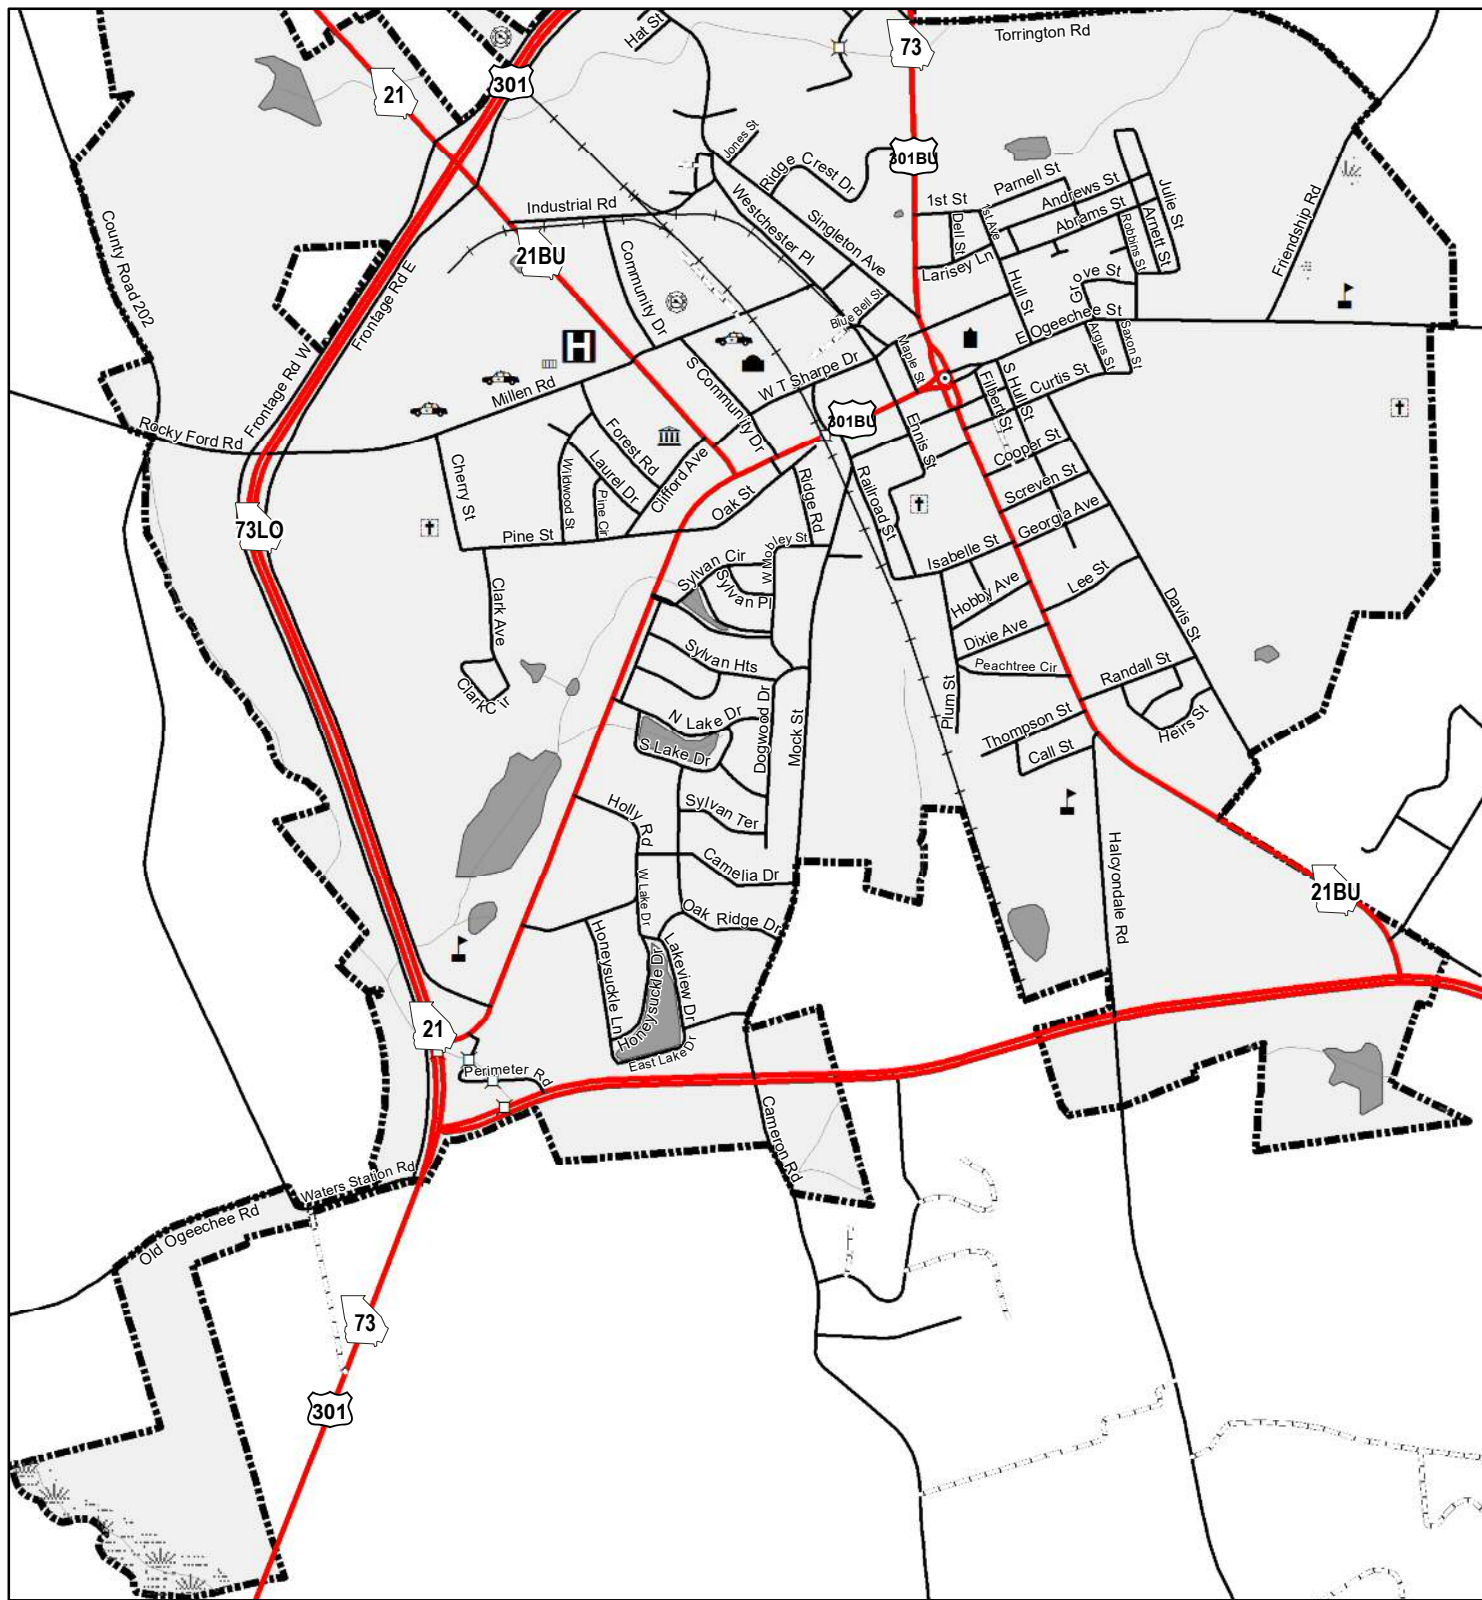 Hat St
Torrington Rd
73
301
21
Jones St
301BU
Ridge Crest Dr
Parnell St
Andrews St
Julie St
1st St
1st Ave
Abrams St
Arnett St
Robbins St
Dell St
Industrial Rd
Westchester Pl
Singleton Ave
Friendship Rd
County Road 202
21BU
Community Dr
Larisey Ln
Hull St
Grove St
Frontage Rd E
Blue Bell St
E Ogeechee St
Argus St
Saxon St
Frontage Rd W
Maple St
W T Sharpe Dr
S Community Dr
Millen Rd
Filbert St
S Hull St
Curtis St
301BU
Rocky Ford Rd
Forest Rd
Ennis St
Cooper St
Cherry St
Wildwood St
Laurel Dr
Clifford Ave
Pine Cir
Oak St
Ridge Rd
Railroad St
Screven St
Georgia Ave
73LO
Pine St
W Mobley St
Isabelle St
Sylvan Cir
Sylvan Pl
Hobby Ave
Lee St
Clark Ave
Davis St
Dixie Ave
Sylvan Hts
Peachtree Cir
Randall St
Clark Cir
Plum St
N Lake Dr
Dogwood Dr
Mock St
Thompson St
Heirs St
S Lake Dr
Call St
Holly Rd
Sylvan Ter
Halcyondale Rd
Camelia Dr
W Lake Dr
21BU
Oak Ridge Dr
Honeysuckle Ln
Honeysuckle Dr
Lakeview Dr
21
East Lake Dr
Perimeter Rd
Cameron Rd
Waters Station Rd
Old Ogeechee Rd
73
301